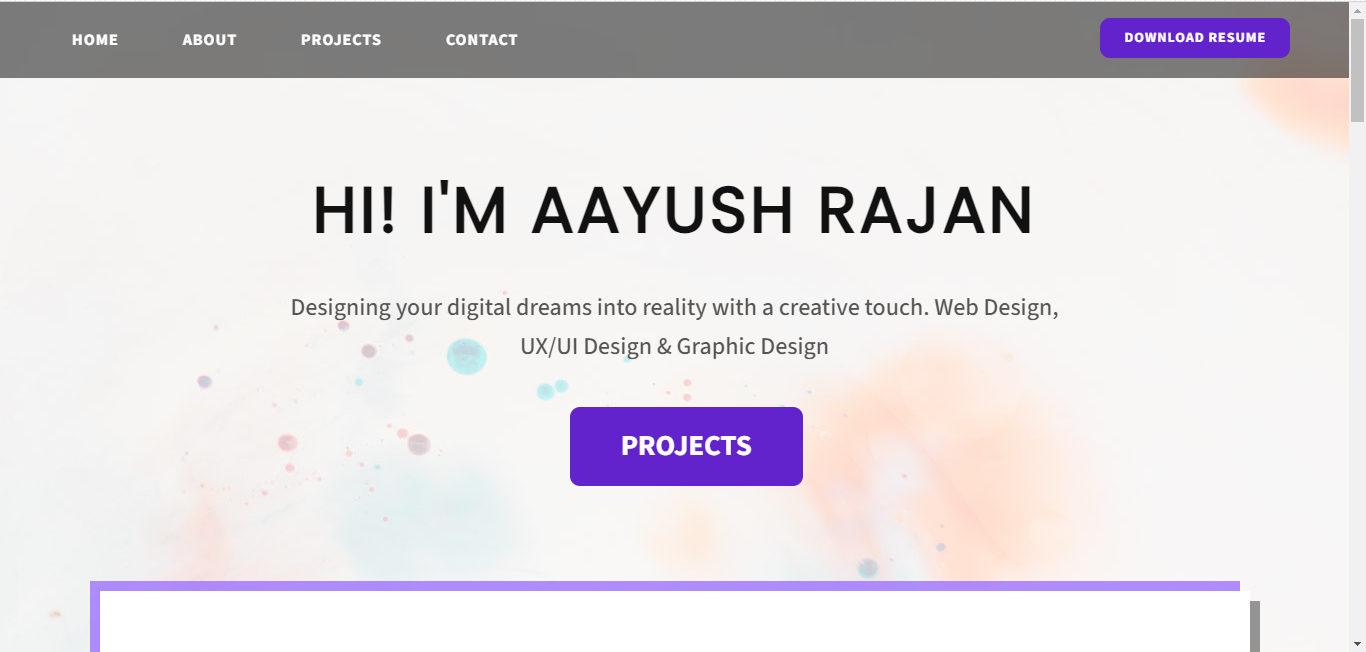 HOME ABOUT PROJECTS CONTACT DOWNLOAD RESUME
HI! I'M AAYUSH RAJAN
Designing your digital dreams into reality with a creative touch. Web Design,
UX/UI Design & Graphic Design
PROJECTS